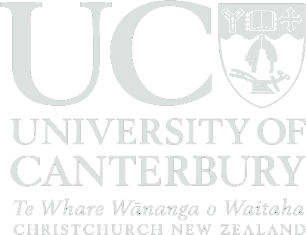 UC
UNIVERSITY OF
CANTERBURY
Te Whare Wānanga o Waitaha
CHRISTCHURCH NEW ZEALAND